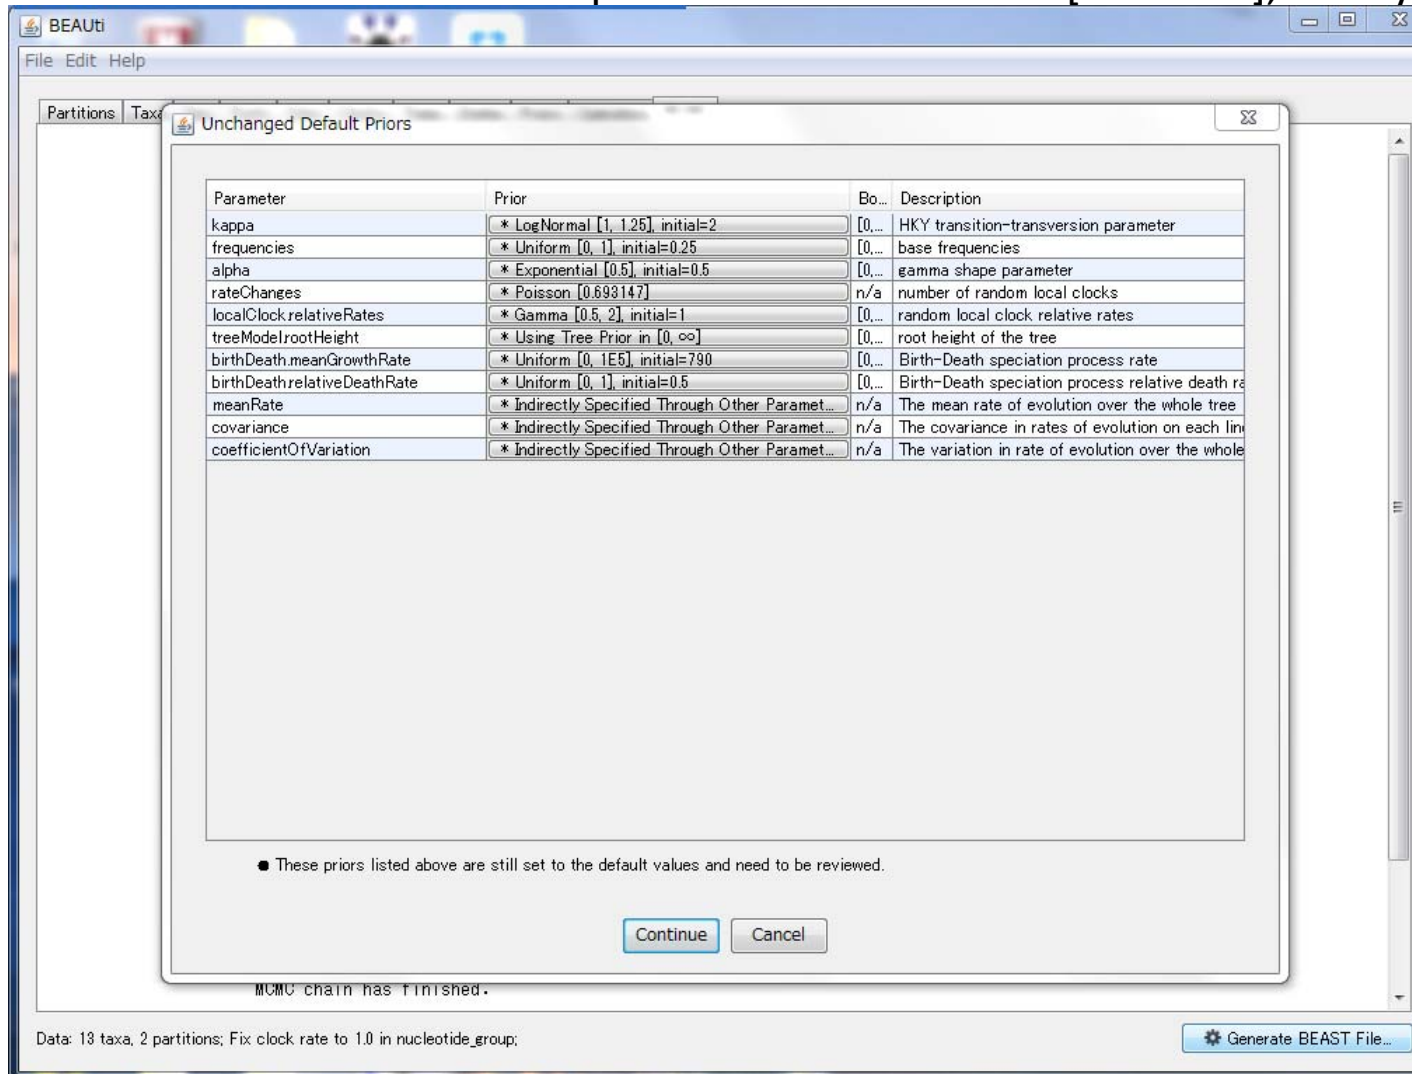 BEAUti
File Edit Help
Partitions Taxa
Unchanged Default Priors
Parameter Prior Bo... Description
kappa * LogNormal [1, 1.25], initial=2 [0,... HKY transition-transversion parameter
frequencies * Uniform [0, 1], initial=0.25 [0,... base frequencies
alpha * Exponential [0.5], initial=0.5 [0,... gamma shape parameter
rateChanges * Poisson [0.693147] n/a number of random local clocks
localClock.relativeRates * Gamma [0.5, 2], initial=1 [0,... random local clock relative rates
treeModel.rootHeight * Using Tree Prior in [0, ∞] [0,... root height of the tree
birthDeath.meanGrowthRate * Uniform [0, 1E5], initial=790 [0,... Birth-Death speciation process rate
birthDeath.relativeDeathRate * Uniform [0, 1], initial=0.5 [0,... Birth-Death speciation process relative death ra
meanRate * Indirectly Specified Through Other Paramet... n/a The mean rate of evolution over the whole tree
covariance * Indirectly Specified Through Other Paramet... n/a The covariance in rates of evolution on each lin
coefficientOfVariation * Indirectly Specified Through Other Paramet... n/a The variation in rate of evolution over the whole
● These priors listed above are still set to the default values and need to be reviewed.
Continue Cancel
MCMC chain has finished.
Data: 13 taxa, 2 partitions; Fix clock rate to 1.0 in nucleotide_group;
Generate BEAST File...